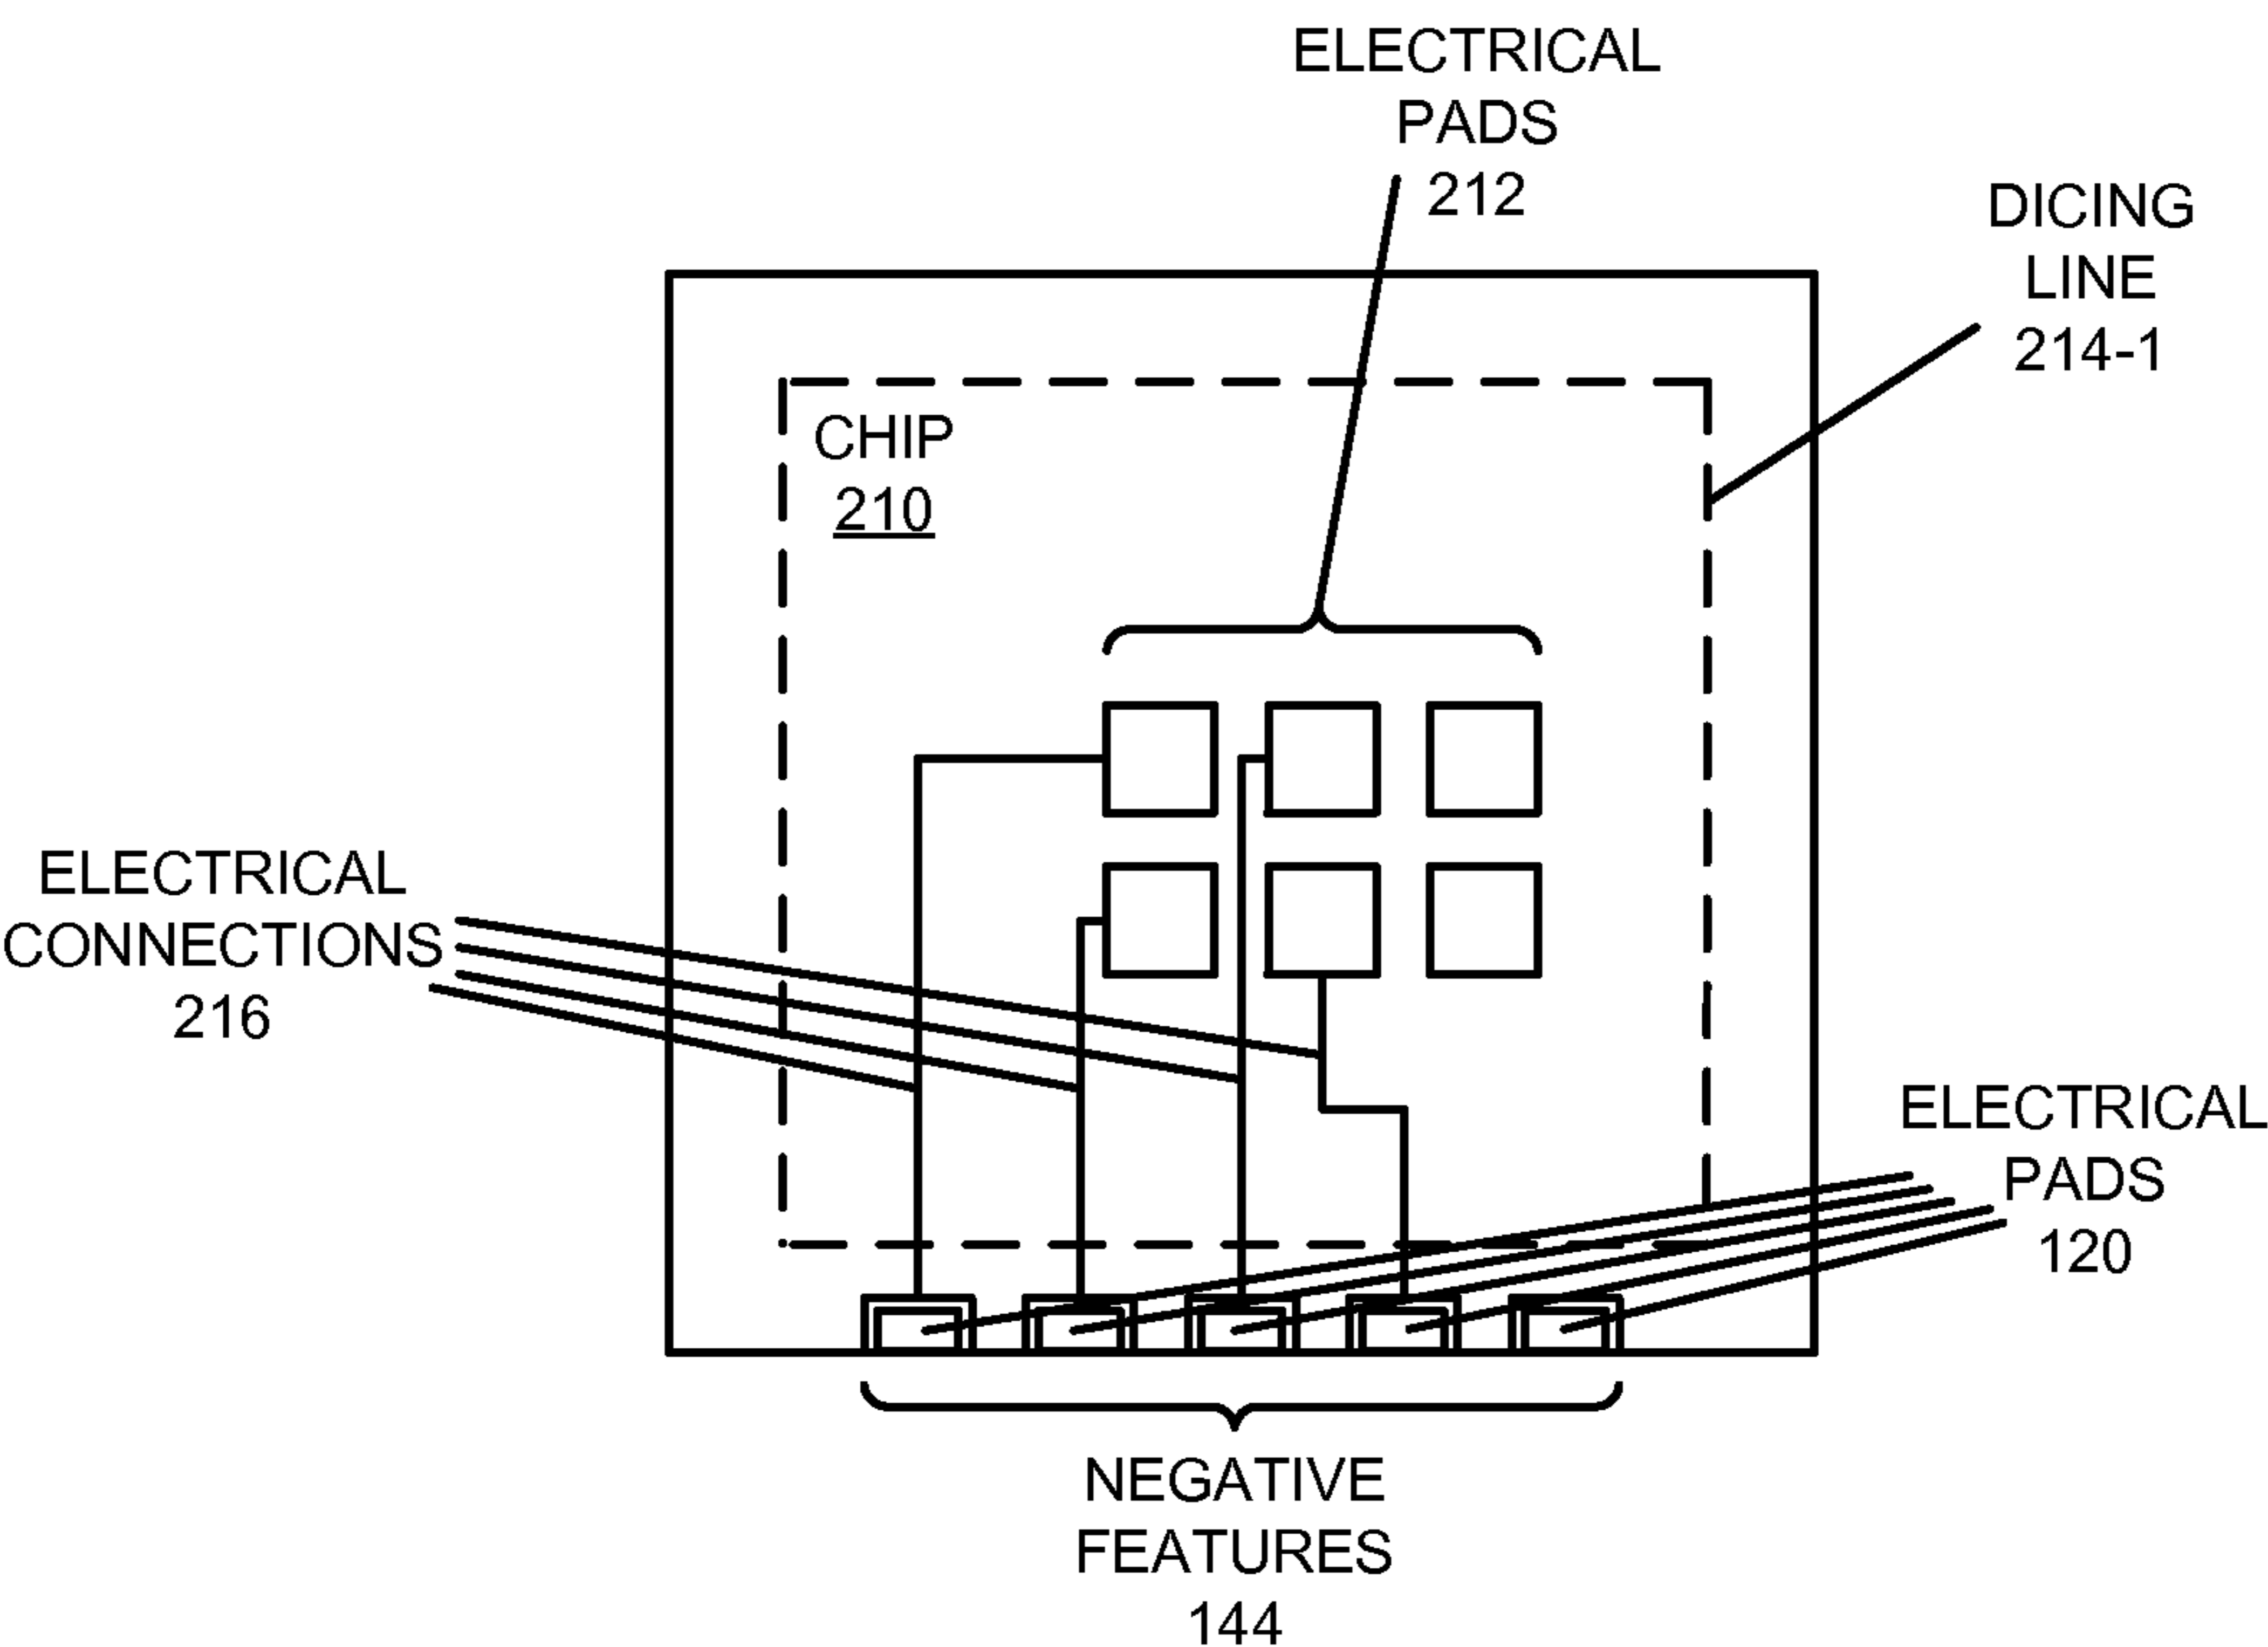 ELECTRICAL
PADS
212
DICING
LINE
214-1
CHIP
210
ELECTRICAL
CONNECTIONS
216
ELECTRICAL
PADS
120
NEGATIVE
FEATURES
144